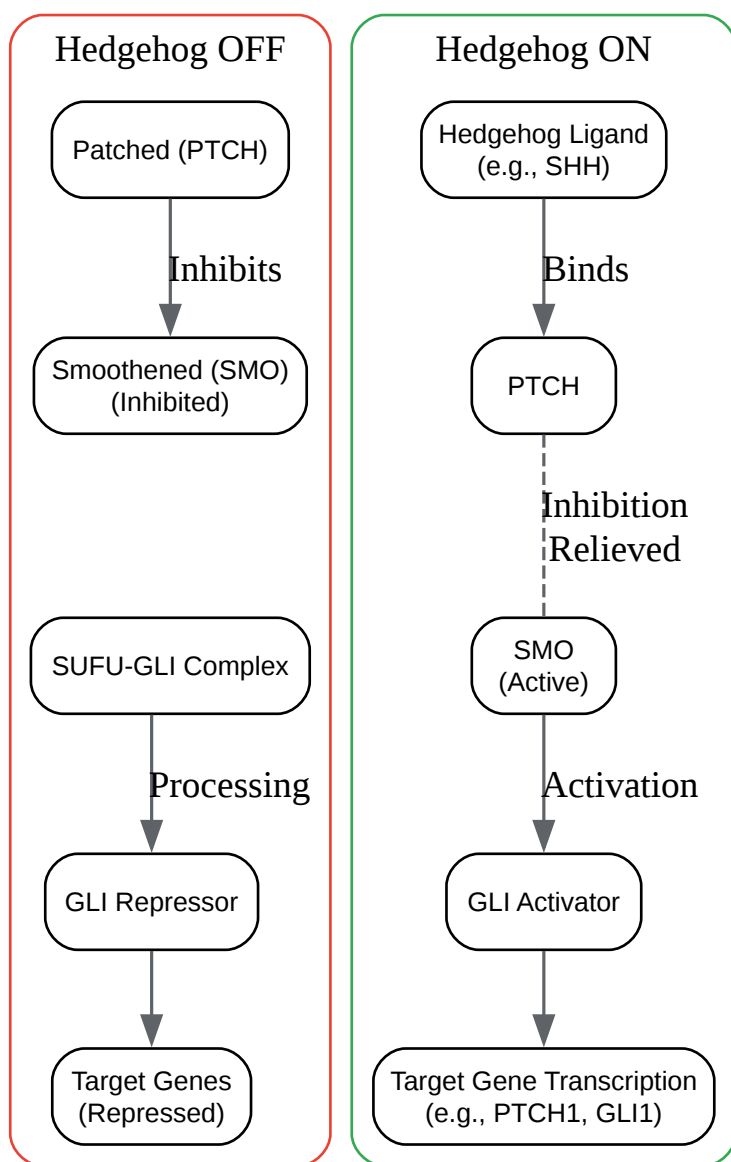 Hedgehog OFF
Patched (PTCH)
Inhibits
Smoothened (SMO)
(Inhibited)
SUFU-GLI Complex
Processing
GLI Repressor
Target Genes
(Repressed)
Hedgehog ON
Hedgehog Ligand
(e.g., SHH)
Binds
PTCH
Inhibition
Relieved
SMO
(Active)
Activation
GLI Activator
Target Gene Transcription
(e.g., PTCH1, GLI1)